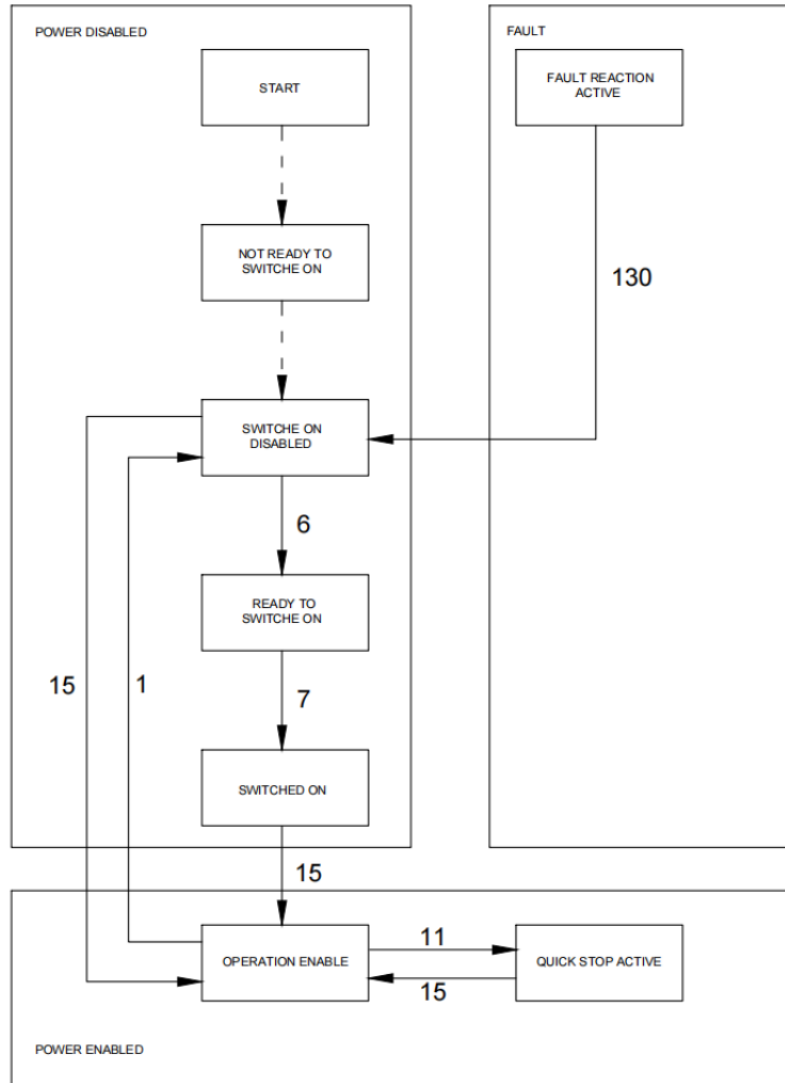 POWER DISABLED
FAULT
START
FAULT REACTION
ACTIVE
NOT READY TO
SWITCHE ON
130
SWITCHE ON
DISABLED
6
READY TO
SWITCHE ON
15
1
7
SWITCHED ON
15
OPERATION ENABLE
11
15
QUICK STOP ACTIVE
POWER ENABLED